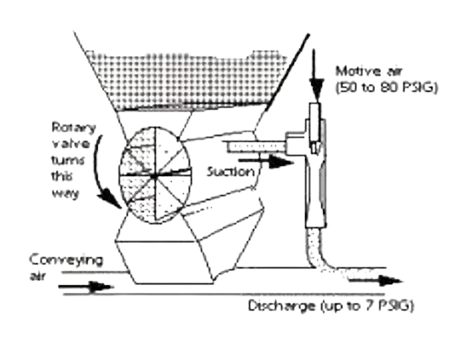 Motive air
(50 to 80 PSIG)
Rotary
valve
turns
this
way
Suction
Conveying
air
Discharge (up to 7 PSIG)